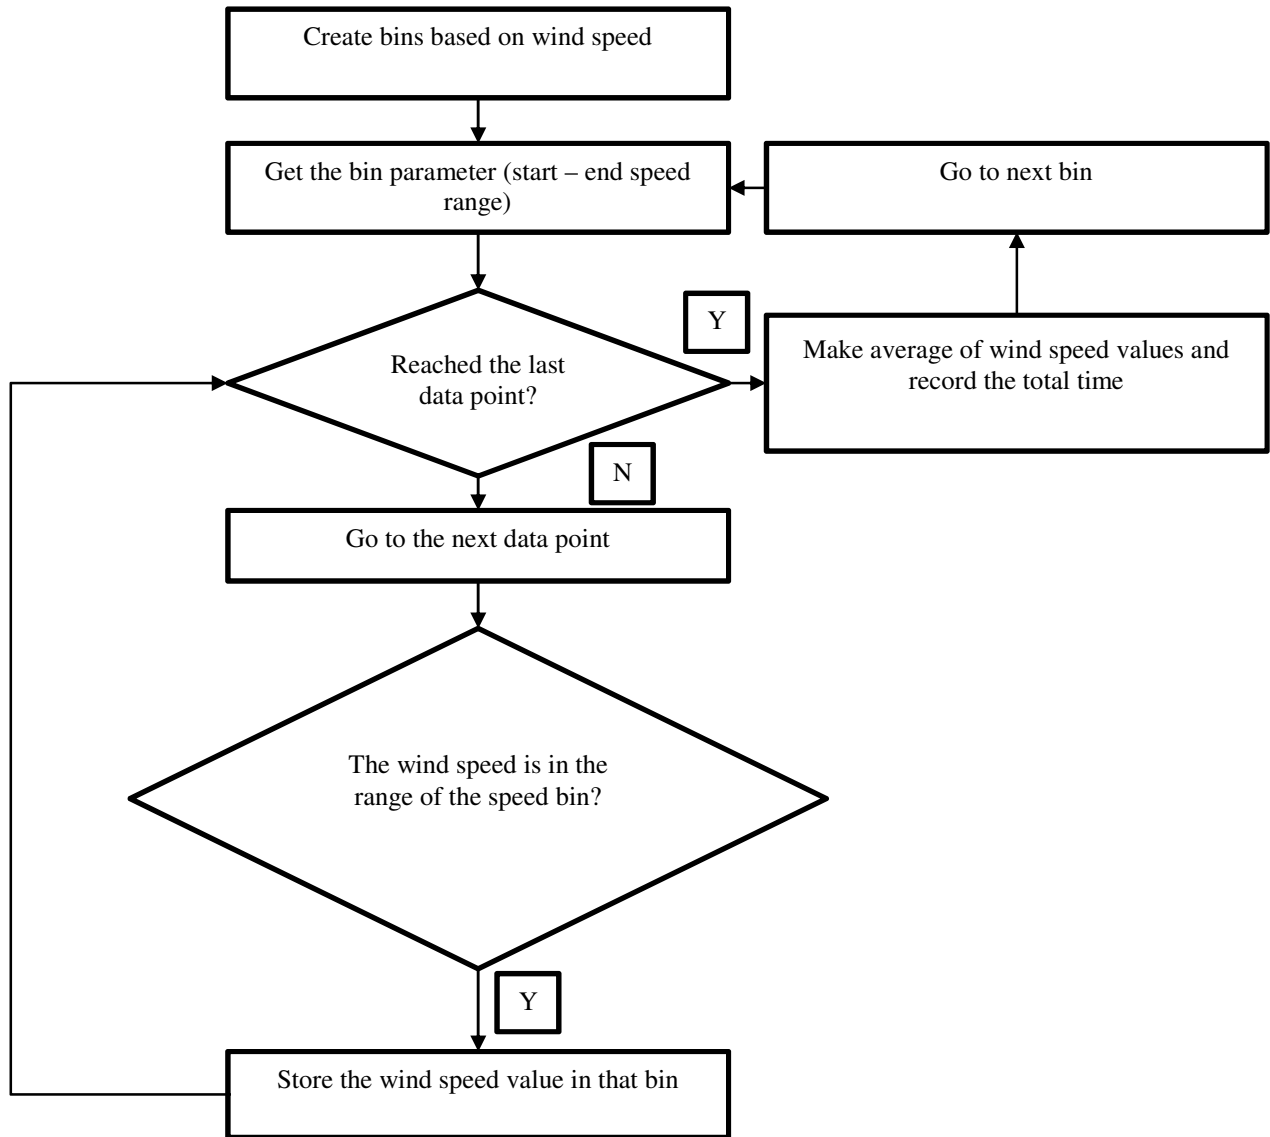 Create bins based on wind speed
Get the bin parameter (start – end speed
range)
Go to next bin
Y
Make average of wind speed values and
record the total time
Reached the last
data point?
N
Go to the next data point
The wind speed is in the
range of the speed bin?
Y
Store the wind speed value in that bin